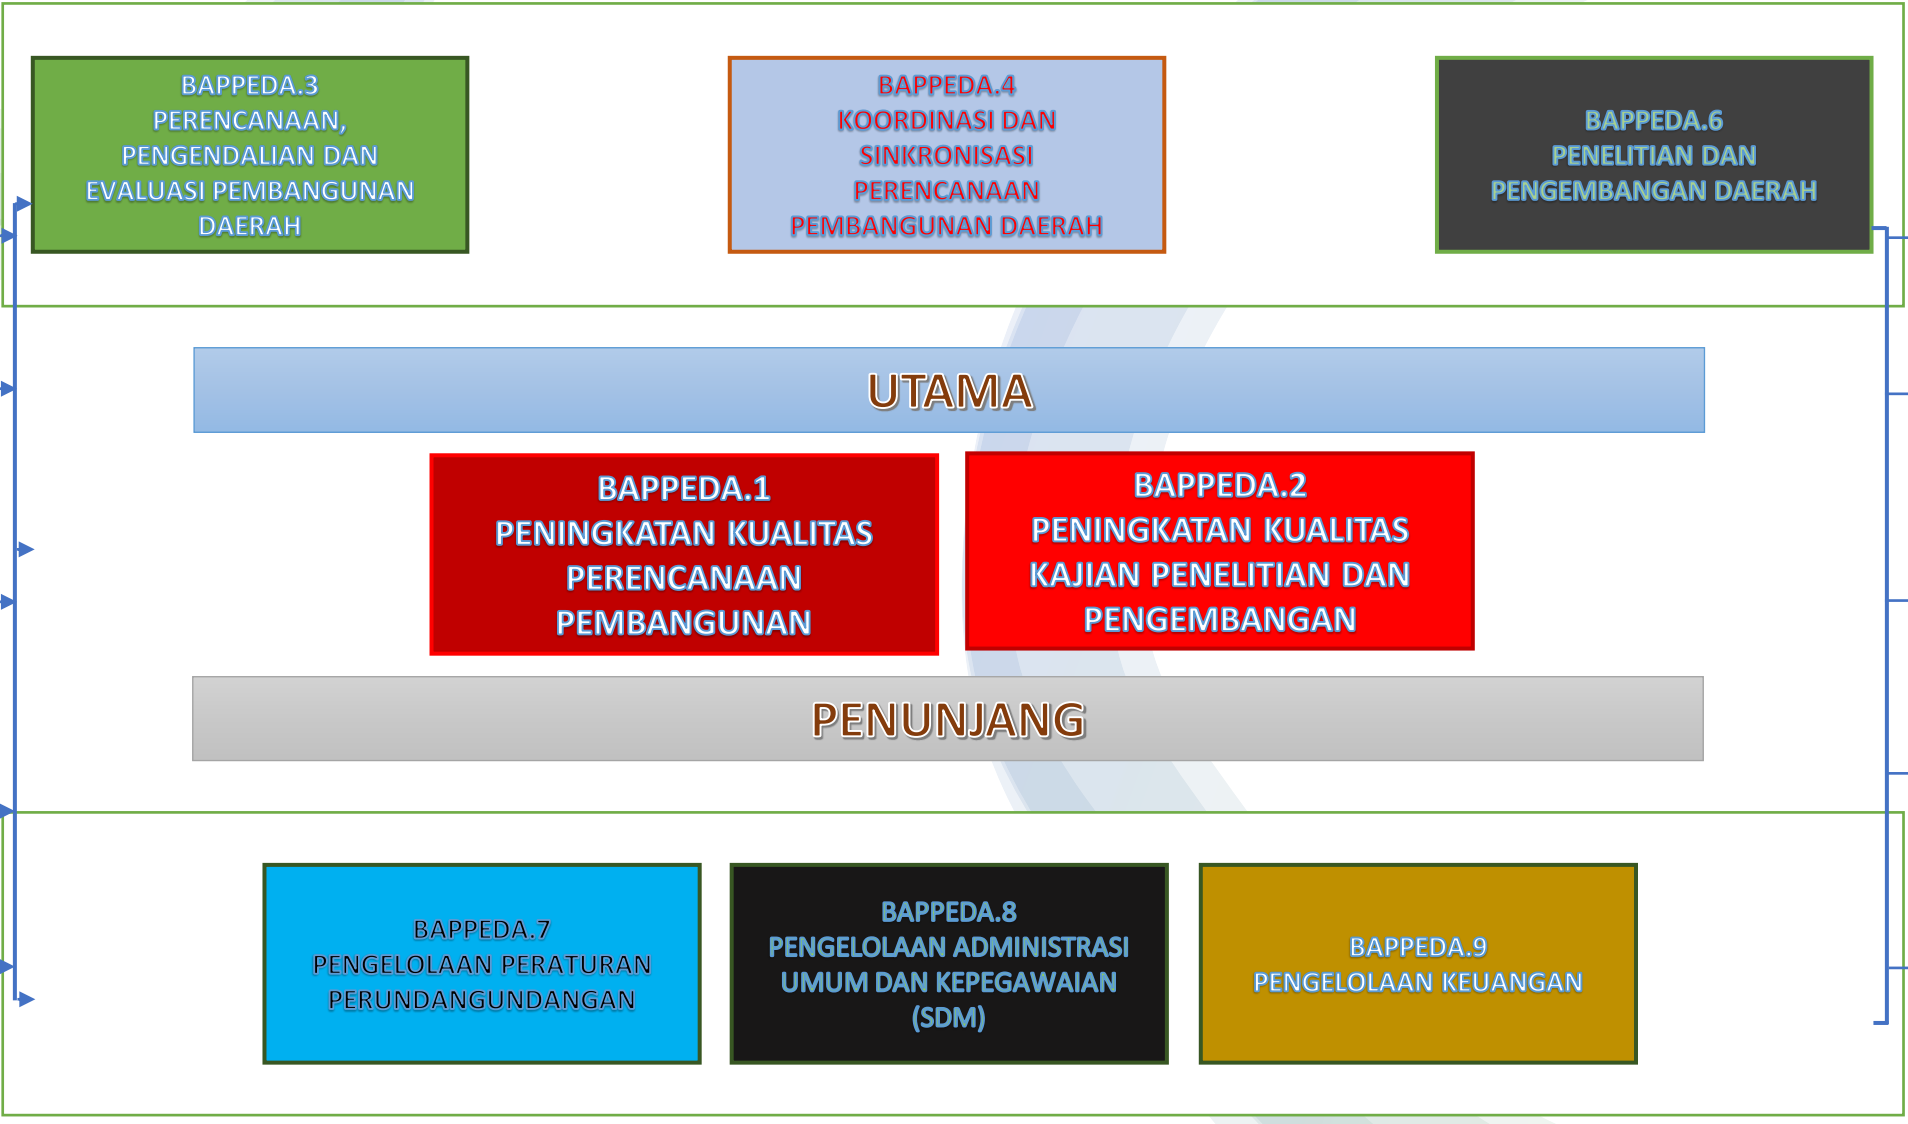 BAPPEDA.3
PERENCANAAN,
PENGENDALIAN DAN
EVALUASI PEMBANGUNAN
DAERAH
BAPPEDA.4
KOORDINASI DAN
SINKRONISASI
PERENCANAAN
PEMBANGUNAN DAERAH
BAPPEDA.6
PENELITIAN DAN
PENGEMBANGAN DAERAH
UTAMA
BAPPEDA.1
PENINGKATAN KUALITAS
PERENCANAAN
PEMBANGUNAN
BAPPEDA.2
PENINGKATAN KUALITAS
KAJIAN PENELITIAN DAN
PENGEMBANGAN
PENUNJANG
BAPPEDA.7
PENGELOLAAN PERATURAN
PERUNDANGUNDANGAN
BAPPEDA.8
PENGELOLAAN ADMINISTRASI
UMUM DAN KEPEGAWAIAN
(SDM)
BAPPEDA.9
PENGELOLAAN KEUANGAN